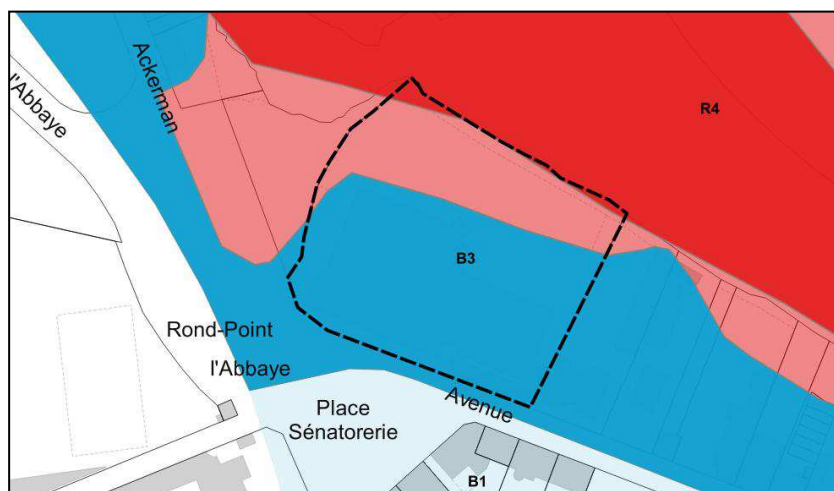 l'Abbaye
Ackerman
R4
B3
Rond-Point
l'Abbaye
Place
Sénatorerie
Avenue
B1